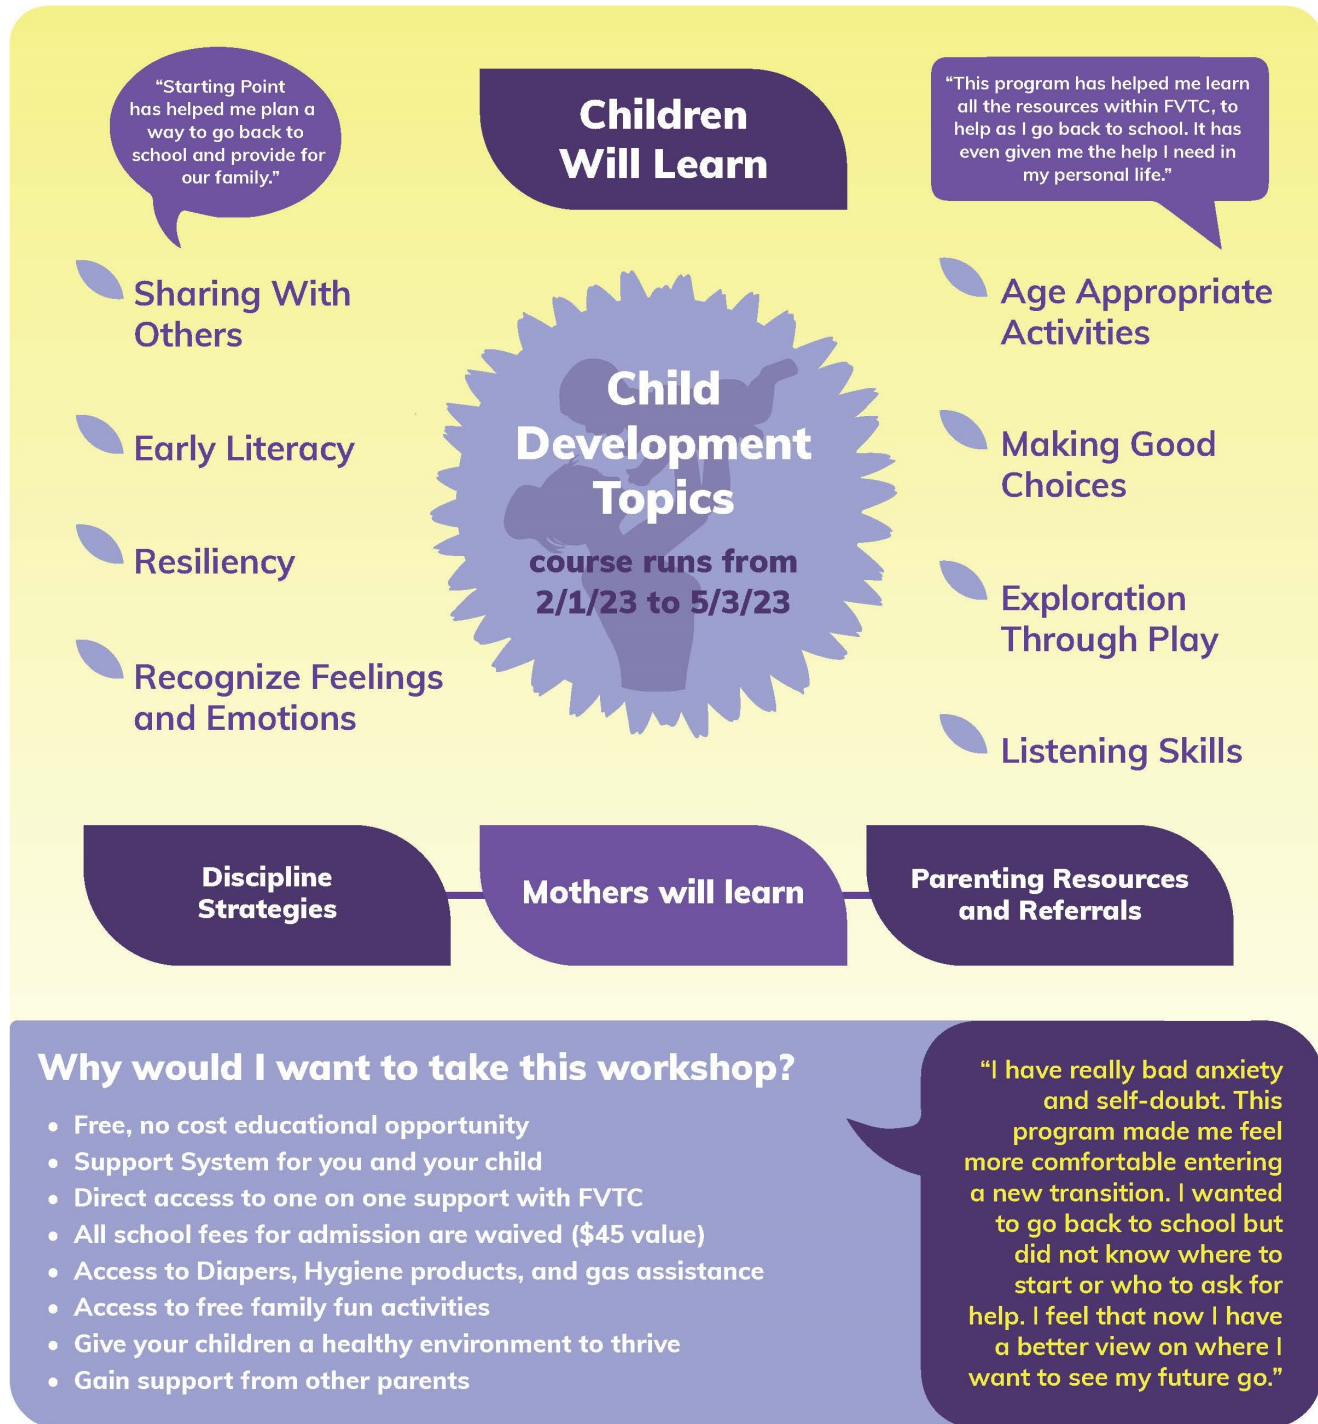 “Starting Point
has helped me plan a
way to go back to
school and provide for
our family.”
Children
Will Learn
“This program has helped me learn
all the resources within FVTC, to
help as I go back to school. It has
even given me the help I need in
my personal life.”
Sharing With
Others
Early Literacy
Resiliency
Recognize Feelings
and Emotions
Child
Development
Topics
course runs from
2/1/23 to 5/3/23
Age Appropriate
Activities
Making Good
Choices
Exploration
Through Play
Listening Skills
Discipline
Strategies
Mothers will learn
Parenting Resources
and Referrals
Why would I want to take this workshop?
• Free, no cost educational opportunity
• Support System for you and your child
• Direct access to one on one support with FVTC
• All school fees for admission are waived ($45 value)
• Access to Diapers, Hygiene products, and gas assistance
• Access to free family fun activities
• Give your children a healthy environment to thrive
• Gain support from other parents
“I have really bad anxiety
and self-doubt. This
program made me feel
more comfortable entering
a new transition. I wanted
to go back to school but
did not know where to
start or who to ask for
help. I feel that now I have
a better view on where I
want to see my future go.”